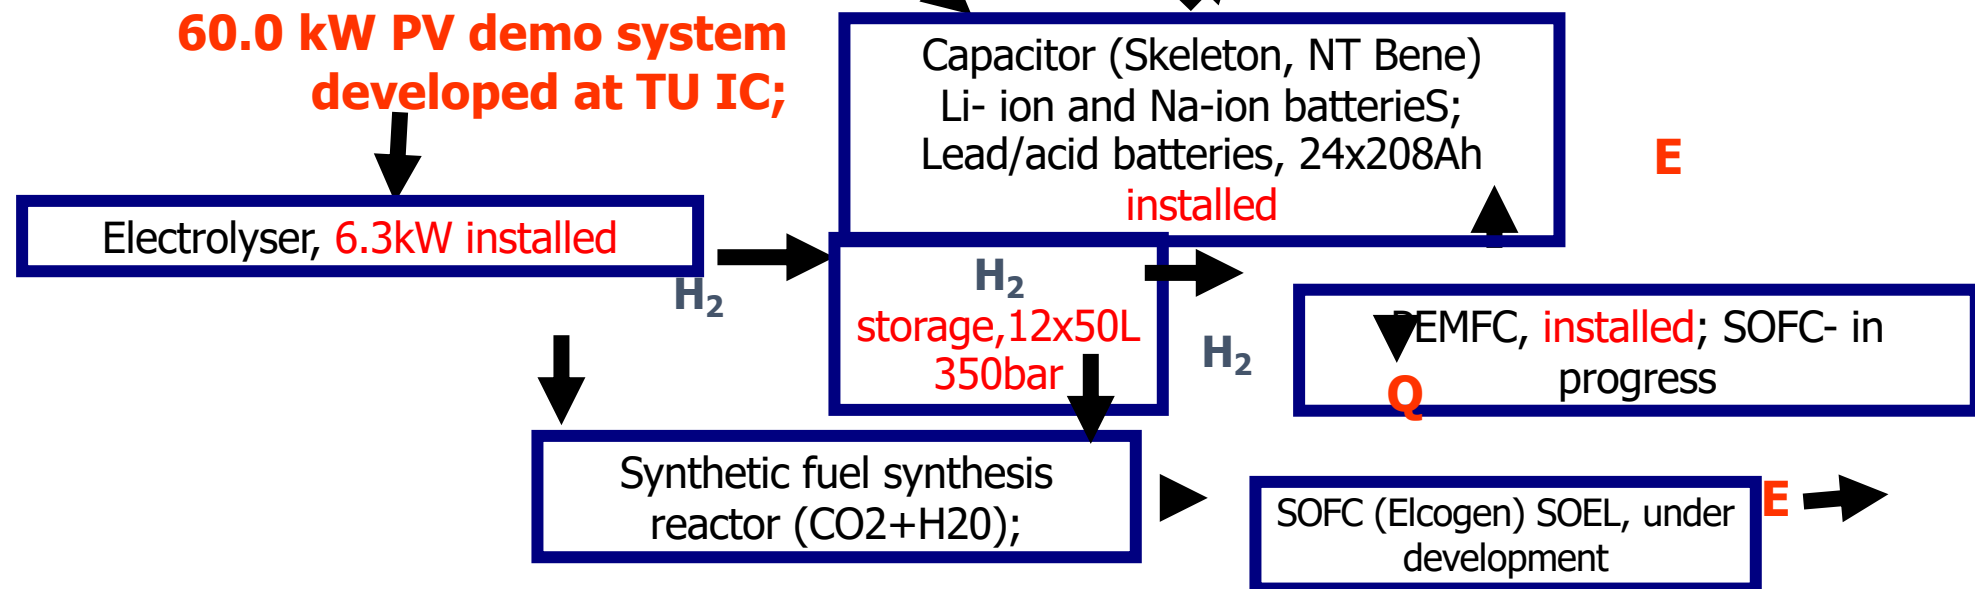 60.0 kW PV demo system
developed at TU IC;
Capacitor (Skeleton, NT Bene)
Li- ion and Na-ion batterieS;
Lead/acid batteries, 24x208Ah
installed
E
Electrolyser, 6.3kW installed
H₂
H₂
storage,12x50L
350bar
H₂
PEMFC, installed; SOFC- in
progress
Q
Synthetic fuel synthesis
reactor (CO2+H20);
SOFC (Elcogen) SOEL, under
development
E